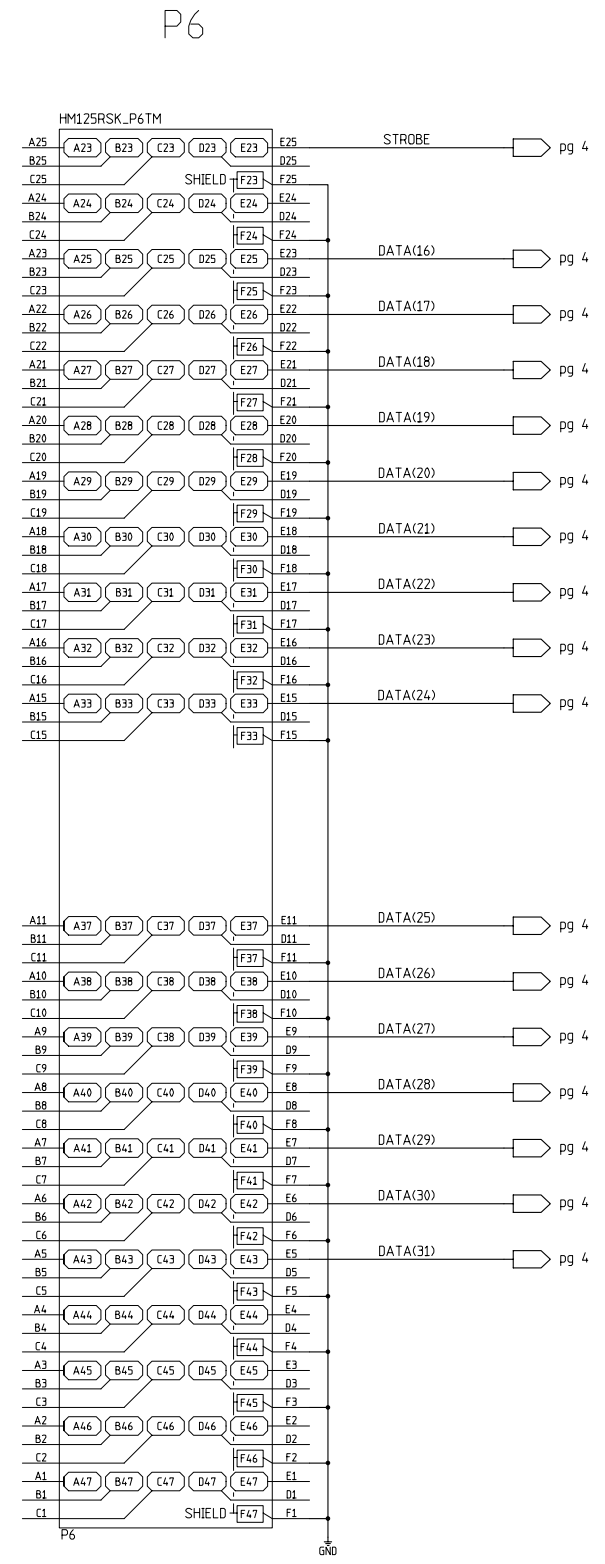 P6
HM125RSK_P6TM
A25 A23 B23 C23 D23 E23 E25 STROBE pg 4
B25 D25
C25 SHIELD F23 F25
A24 A24 B24 C24 D24 E24 E24
B24 D24
C24 F24 F24
A23 A25 B25 C25 D25 E25 E23 DATA(16) pg 4
B23 D23
C23 F25 F23
A22 A26 B26 C26 D26 E26 E22 DATA(17) pg 4
B22 D22
C22 F26 F22
A21 A27 B27 C27 D27 E27 E21 DATA(18) pg 4
B21 D21
C21 F27 F21
A20 A28 B28 C28 D28 E28 E20 DATA(19) pg 4
B20 D20
C20 F28 F20
A19 A29 B29 C29 D29 E29 E19 DATA(20) pg 4
B19 D19
C19 F29 F19
A18 A30 B30 C30 D30 E30 E18 DATA(21) pg 4
B18 D18
C18 F30 F18
A17 A31 B31 C31 D31 E31 E17 DATA(22) pg 4
B17 D17
C17 F31 F17
A16 A32 B32 C32 D32 E32 E16 DATA(23) pg 4
B16 D16
C16 F32 F16
A15 A33 B33 C33 D33 E33 E15 DATA(24) pg 4
B15 D15
C15 F33 F15
A11 A37 B37 C37 D37 E37 E11 DATA(25) pg 4
B11 D11
C11 F37 F11
A10 A38 B38 C38 D38 E38 E10 DATA(26) pg 4
B10 D10
C10 F38 F10
A9 A39 B39 C38 D39 E39 E9 DATA(27) pg 4
B9 D9
C9 F39 F9
A8 A40 B40 C40 D40 E40 E8 DATA(28) pg 4
B8 D8
C8 F40 F8
A7 A41 B41 C41 D41 E41 E7 DATA(29) pg 4
B7 D7
C7 F41 F7
A6 A42 B42 C42 D42 E42 E6 DATA(30) pg 4
B6 D6
C6 F42 F6
A5 A43 B43 C43 D43 E43 E5 DATA(31) pg 4
B5 D5
C5 F43 F5
A4 A44 B44 C44 D44 E44 E4
B4 D4
C4 F44 F4
A3 A45 B45 C45 D45 E45 E3
B3 D3
C3 F45 F3
A2 A46 B46 C46 D46 E46 E2
B2 D2
C2 F46 F2
A1 A47 B47 C47 D47 E47 E1
B1 D1
C1 SHIELD F47 F1
P6
GND